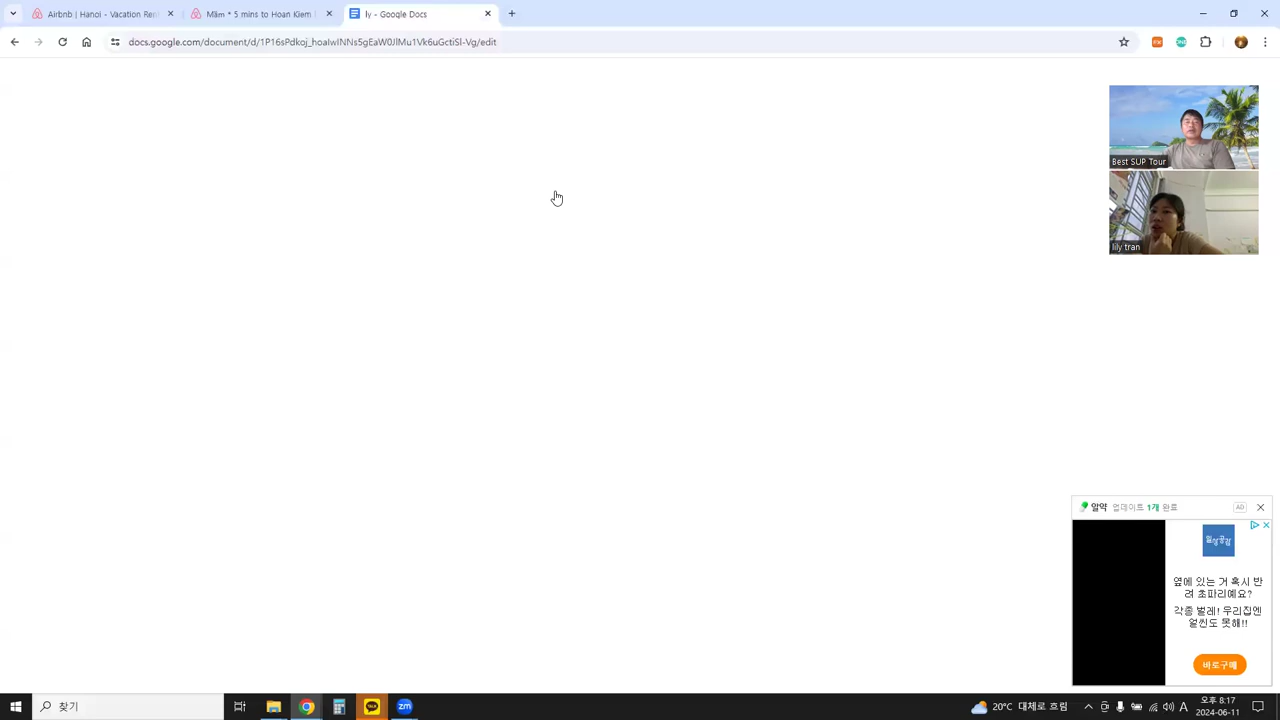 Airbnb | Hanoi - Vacation Ren
Mâm * 5 mins to Hoan Kiem
ly - Google Docs
docs.google.com/document/d/1P16sPdkoj_hoaIwINNs5gEaW0JlMu1Vk6uGctiSl-Vg/edit
Best SUP Tour
lily tran
알약 업데이트 1개 완료
AD
옆에 있는 거 혹시 반
려 초파리예요?
각종 벌레! 우리집엔
얼씬도 못해!!
바로구매
찾기
TALK
zm
20°C 대체로 흐림
A
오후 8:17
2024-06-11